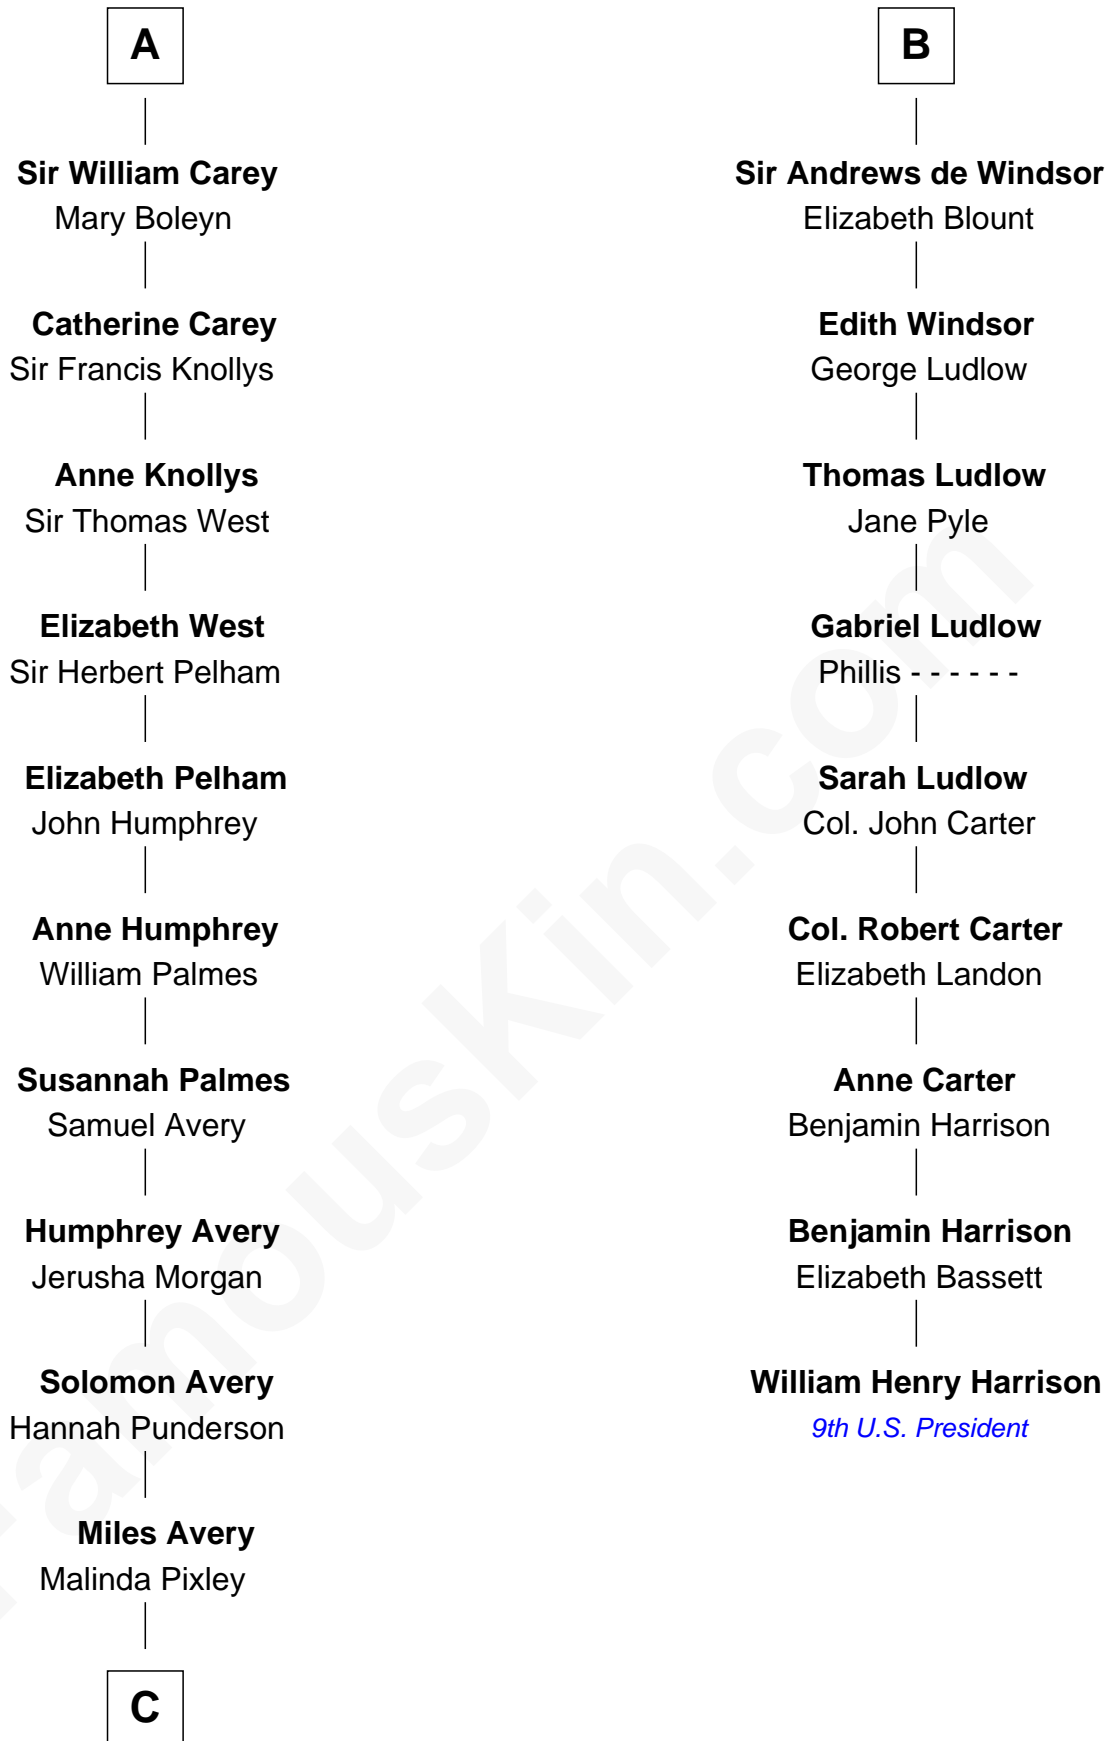 A
Sir William Carey
Mary Boleyn
Catherine Carey
Sir Francis Knollys
Anne Knollys
Sir Thomas West
Elizabeth West
Sir Herbert Pelham
Elizabeth Pelham
John Humphrey
Anne Humphrey
William Palmes
Susannah Palmes
Samuel Avery
Humphrey Avery
Jerusha Morgan
Solomon Avery
Hannah Punderson
Miles Avery
Malinda Pixley
C
B
Sir Andrews de Windsor
Elizabeth Blount
Edith Windsor
George Ludlow
Thomas Ludlow
Jane Pyle
Gabriel Ludlow
Phillis - - - - - -
Sarah Ludlow
Col. John Carter
Col. Robert Carter
Elizabeth Landon
Anne Carter
Benjamin Harrison
Benjamin Harrison
Elizabeth Bassett
William Henry Harrison
9th U.S. President
FamousKin.com